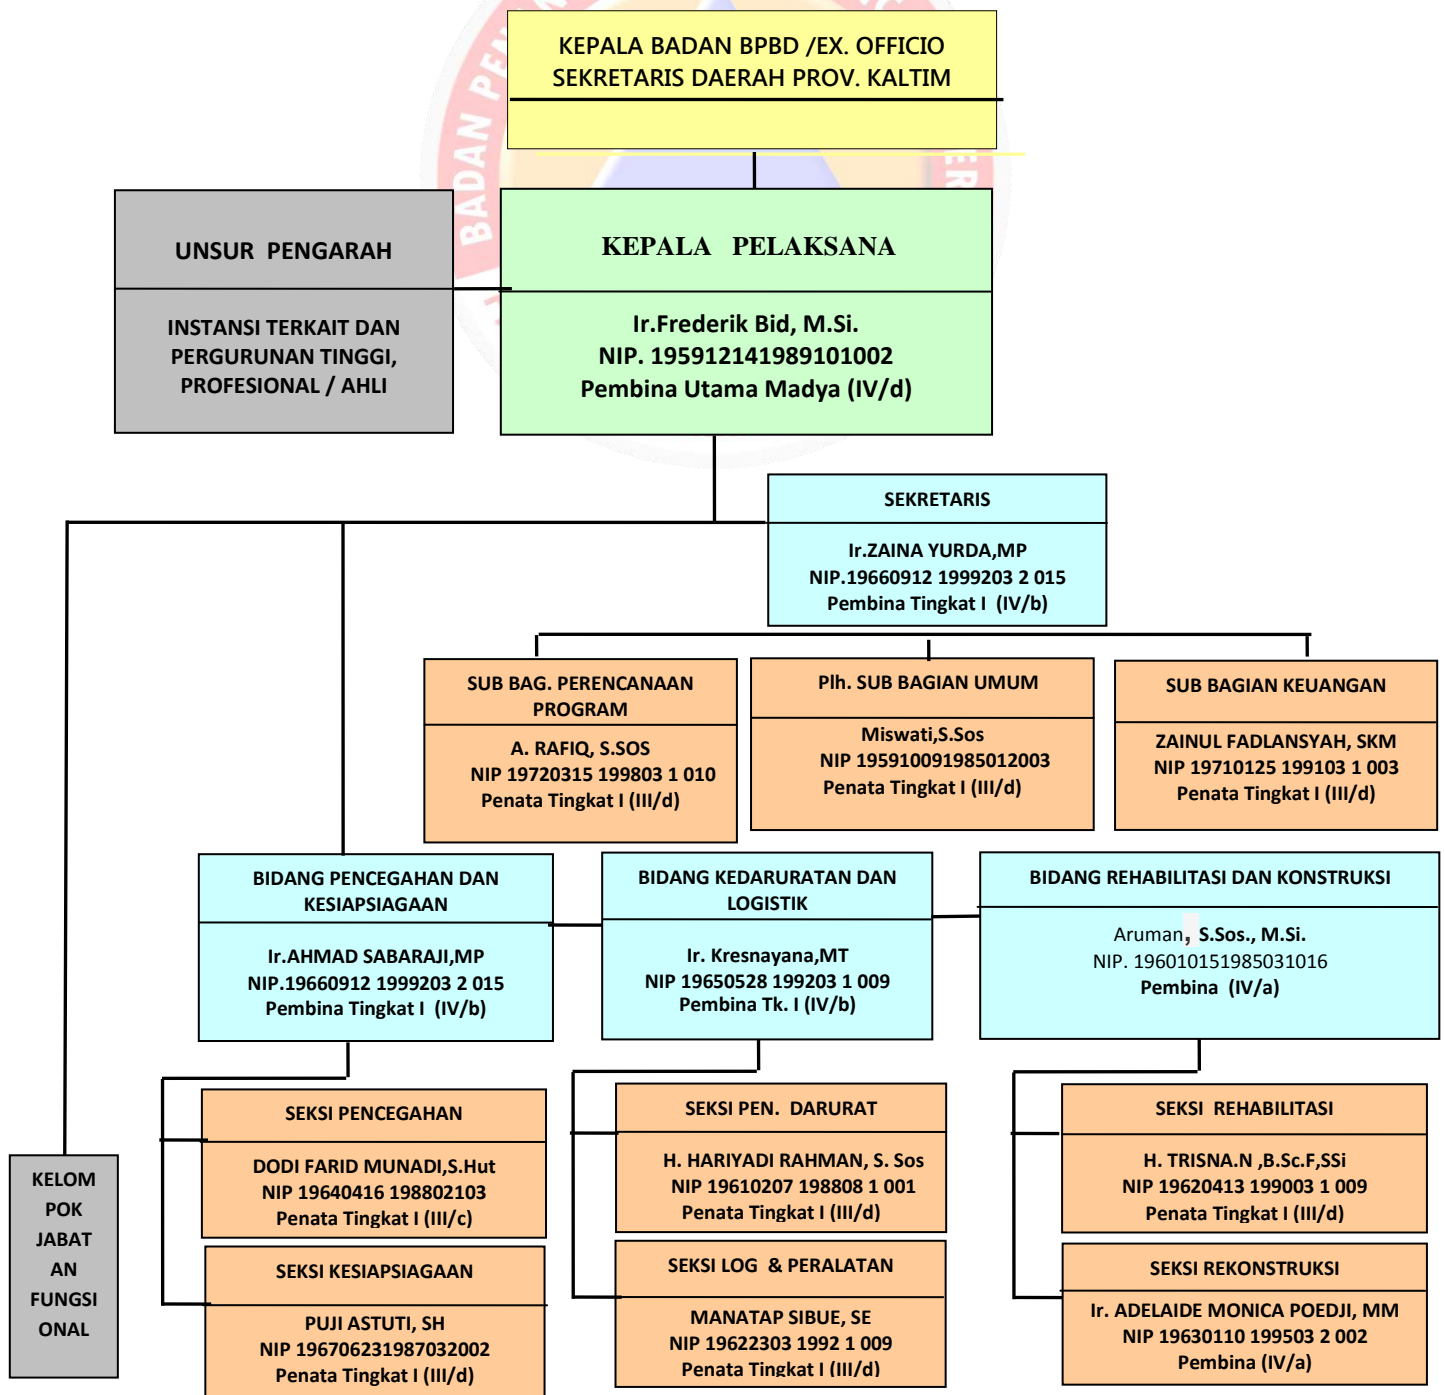 KEPALA BADAN BPBD /EX. OFFICIO
SEKRETARIS DAERAH PROV. KALTIM
BADAN PEN
ER
UNSUR PENGARAH
INSTANSI TERKAIT DAN
PERGURUNAN TINGGI,
PROFESIONAL / AHLI
KEPALA PELAKSANA
Ir.Frederik Bid, M.Si.
NIP. 195912141989101002
Pembina Utama Madya (IV/d)
SEKRETARIS
Ir.ZAINA YURDA,MP
NIP.19660912 1999203 2 015
Pembina Tingkat I (IV/b)
SUB BAG. PERENCANAAN
PROGRAM
A. RAFIQ, S.SOS
NIP 19720315 199803 1 010
Penata Tingkat I (III/d)
Plh. SUB BAGIAN UMUM
Miswati,S.Sos
NIP 195910091985012003
Penata Tingkat I (III/d)
SUB BAGIAN KEUANGAN
ZAINUL FADLANSYAH, SKM
NIP 19710125 199103 1 003
Penata Tingkat I (III/d)
BIDANG PENCEGAHAN DAN
KESIAPSIAGAAN
Ir.AHMAD SABARAJI,MP
NIP.19660912 1999203 2 015
Pembina Tingkat I (IV/b)
BIDANG KEDARURATAN DAN
LOGISTIK
Ir. Kresnayana,MT
NIP 19650528 199203 1 009
Pembina Tk. I (IV/b)
BIDANG REHABILITASI DAN KONSTRUKSI
Aruman, S.Sos., M.Si.
NIP. 196010151985031016
Pembina (IV/a)
SEKSI PENCEGAHAN
DODI FARID MUNADI,S.Hut
NIP 19640416 198802103
Penata Tingkat I (III/c)
SEKSI KESIAPSIAGAAN
PUJI ASTUTI, SH
NIP 196706231987032002
Penata Tingkat I (III/d)
SEKSI PEN. DARURAT
H. HARIYADI RAHMAN, S. Sos
NIP 19610207 198808 1 001
Penata Tingkat I (III/d)
SEKSI LOG & PERALATAN
MANATAP SIBUE, SE
NIP 19622303 1992 1 009
Penata Tingkat I (III/d)
SEKSI REHABILITASI
H. TRISNA.N ,B.Sc.F,SSi
NIP 19620413 199003 1 009
Penata Tingkat I (III/d)
SEKSI REKONSTRUKSI
Ir. ADELAIDE MONICA POEDJI, MM
NIP 19630110 199503 2 002
Pembina (IV/a)
KELOM
POK
JABAT
AN
FUNGSI
ONAL